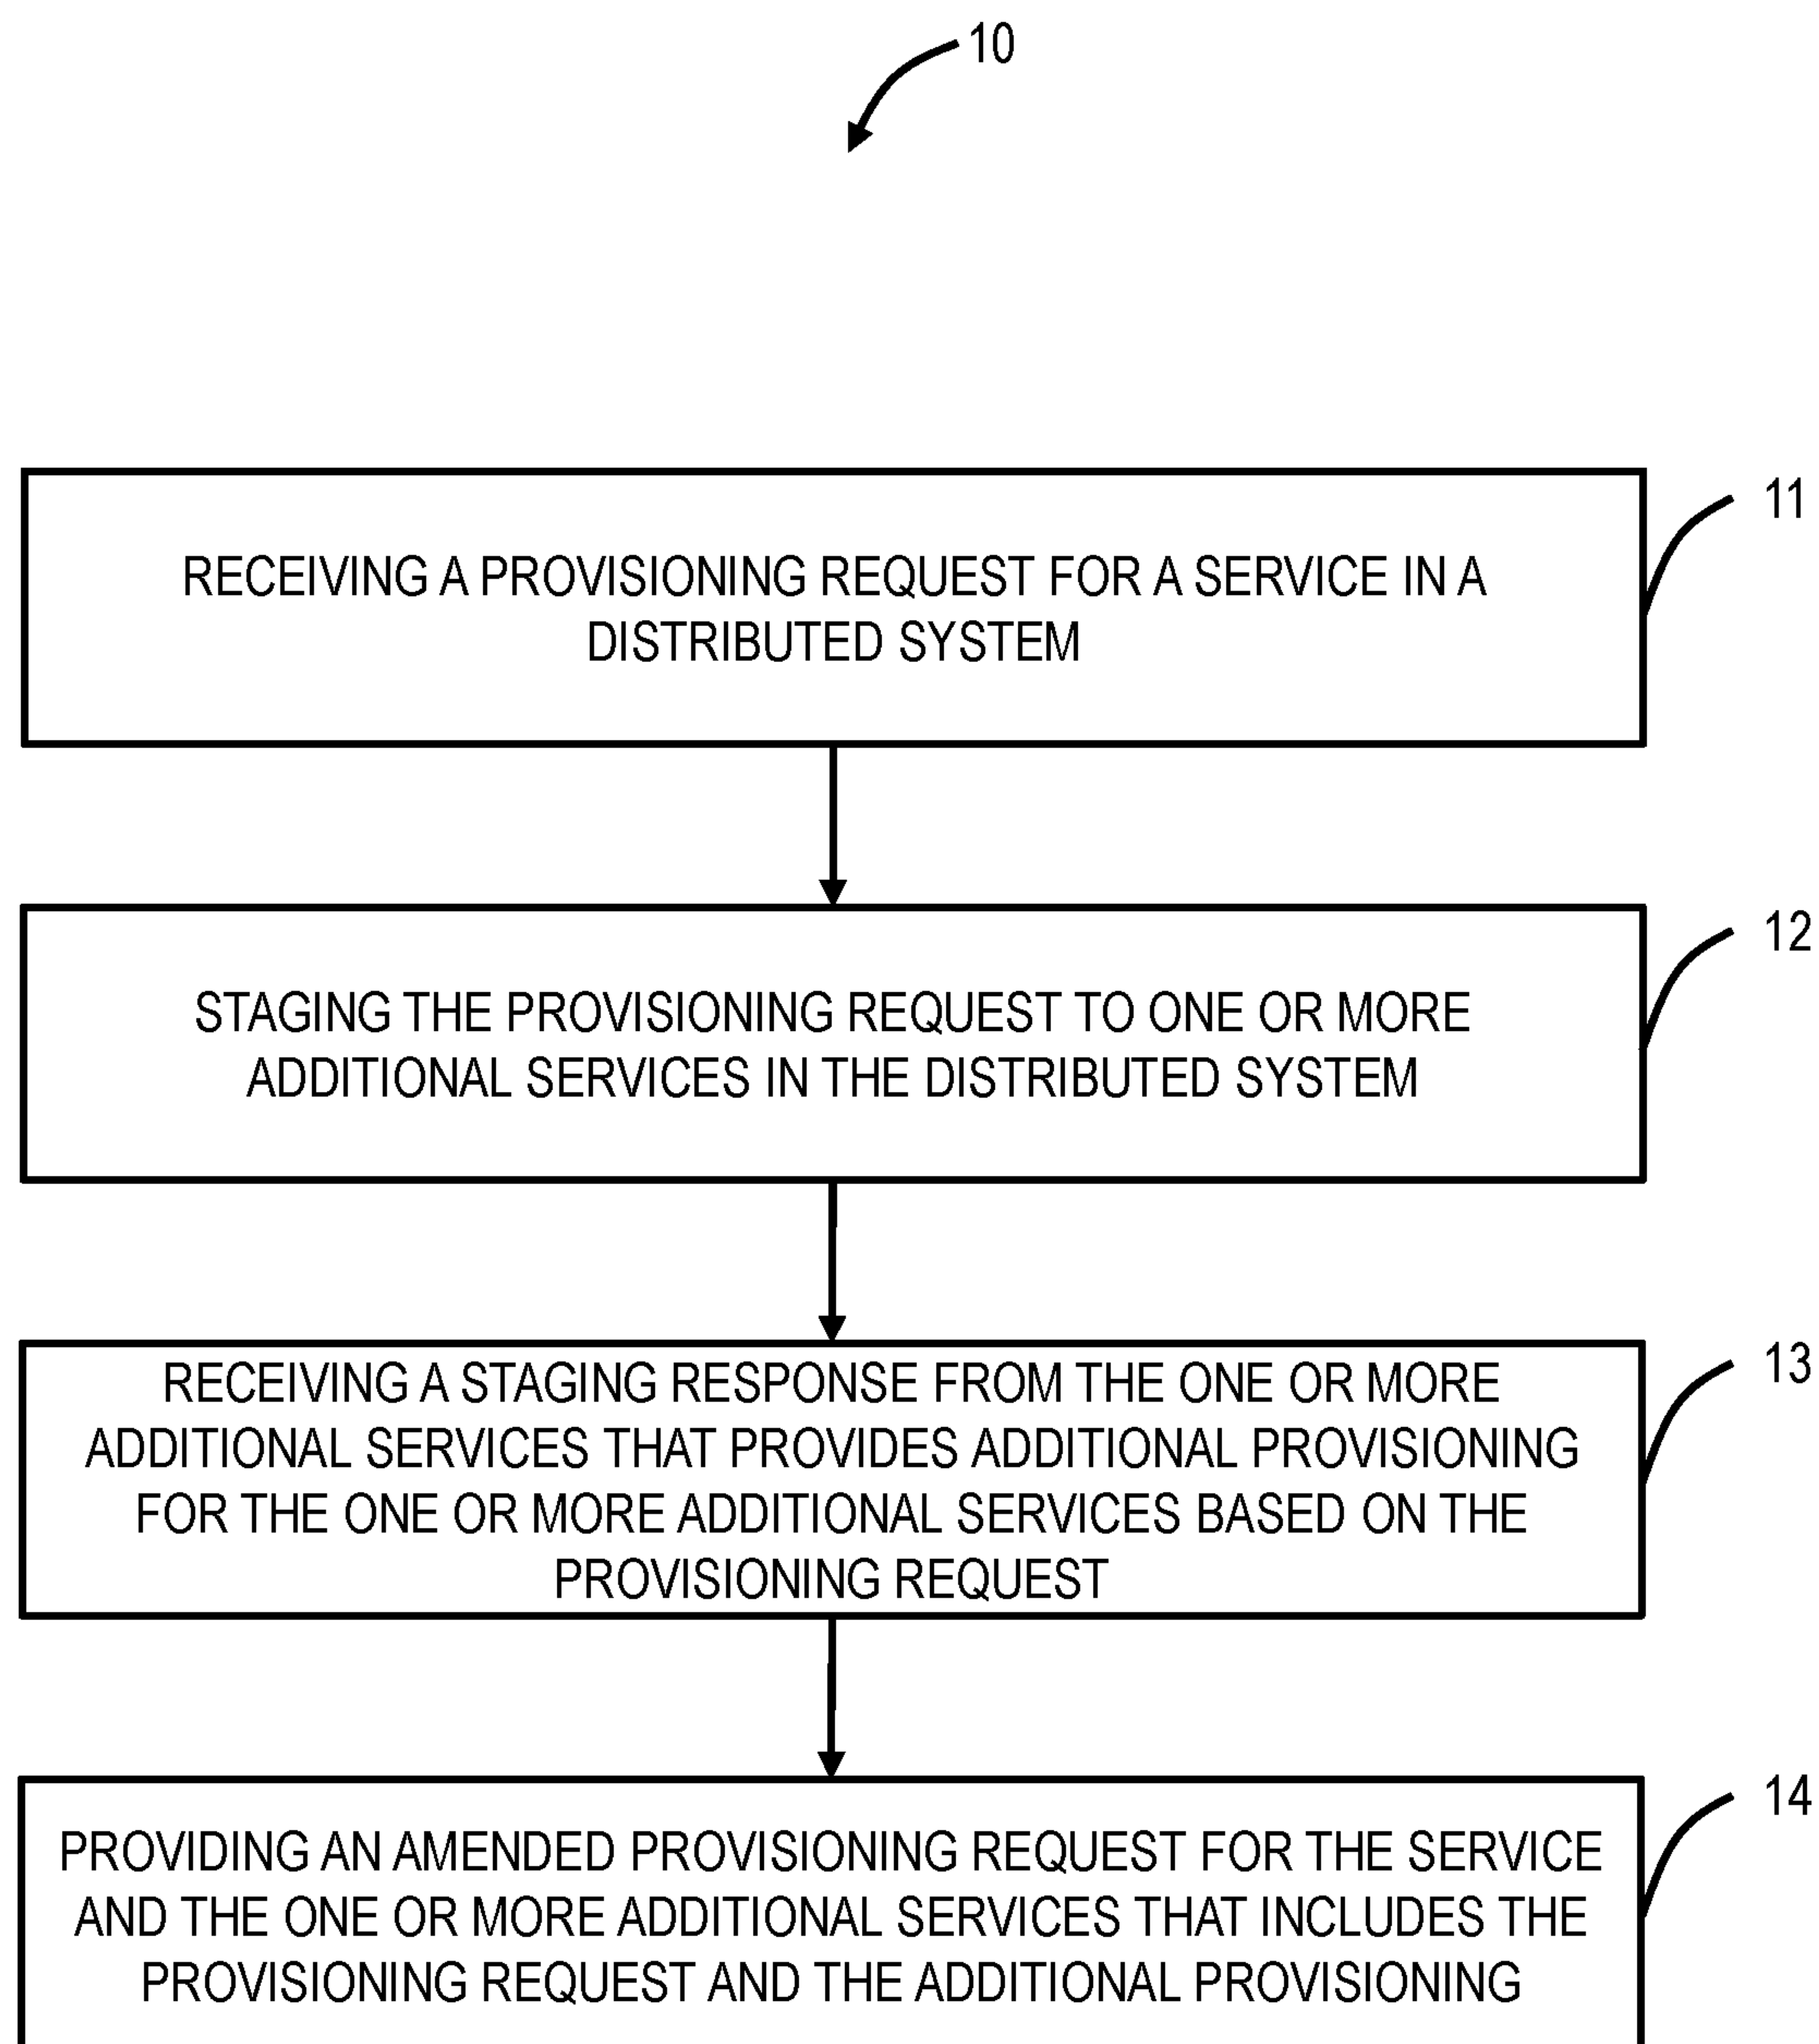 10
11
RECEIVING A PROVISIONING REQUEST FOR A SERVICE IN A
DISTRIBUTED SYSTEM
12
STAGING THE PROVISIONING REQUEST TO ONE OR MORE
ADDITIONAL SERVICES IN THE DISTRIBUTED SYSTEM
13
RECEIVING A STAGING RESPONSE FROM THE ONE OR MORE
ADDITIONAL SERVICES THAT PROVIDES ADDITIONAL PROVISIONING
FOR THE ONE OR MORE ADDITIONAL SERVICES BASED ON THE
PROVISIONING REQUEST
14
PROVIDING AN AMENDED PROVISIONING REQUEST FOR THE SERVICE
AND THE ONE OR MORE ADDITIONAL SERVICES THAT INCLUDES THE
PROVISIONING REQUEST AND THE ADDITIONAL PROVISIONING